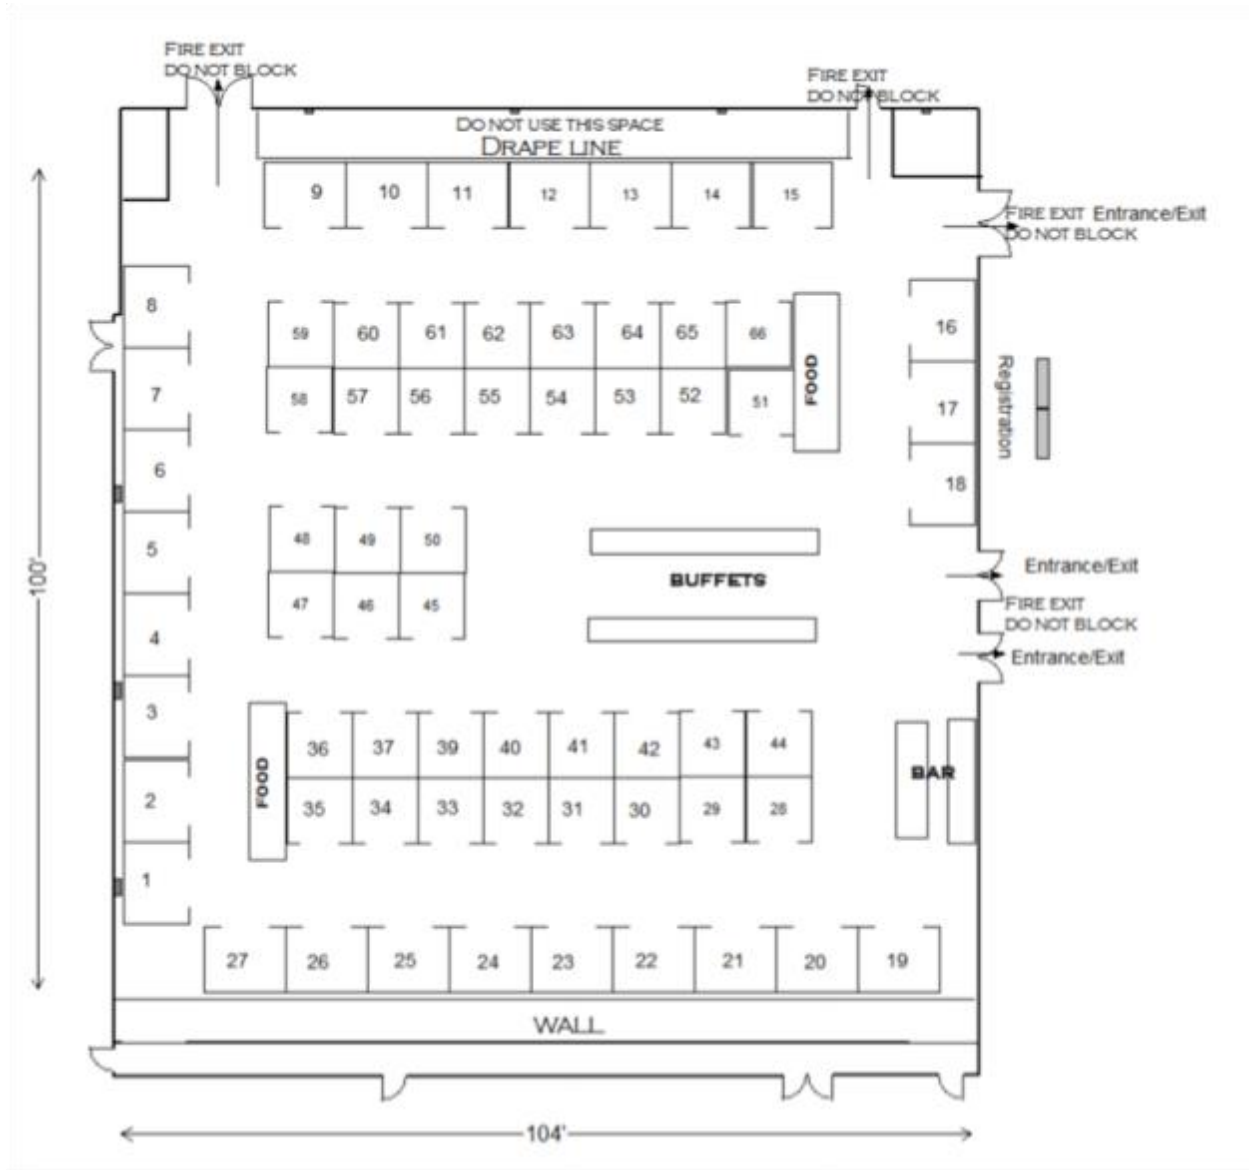 FIRE EXIT
DO NOT BLOCK
FIRE EXIT
DO NOT BLOCK
DO NOT USE THIS SPACE
DRAPE LINE
9 10 11 12 13 14 15
FIRE EXIT Entrance/Exit
DO NOT BLOCK
8
59 60 61 62 63 64 65 66
16
FOOD
7
58 57 56 55 54 53 52 51
17
Registration
6
18
48 49 50
5
100'
BUFFETS
Entrance/Exit
47 46 45
FIRE EXIT
DO NOT BLOCK
4
Entrance/Exit
3
36 37 39 40 41 42 43 44
FOOD
BAR
2
35 34 33 32 31 30 29 28
1
27 26 25 24 23 22 21 20 19
WALL
104'